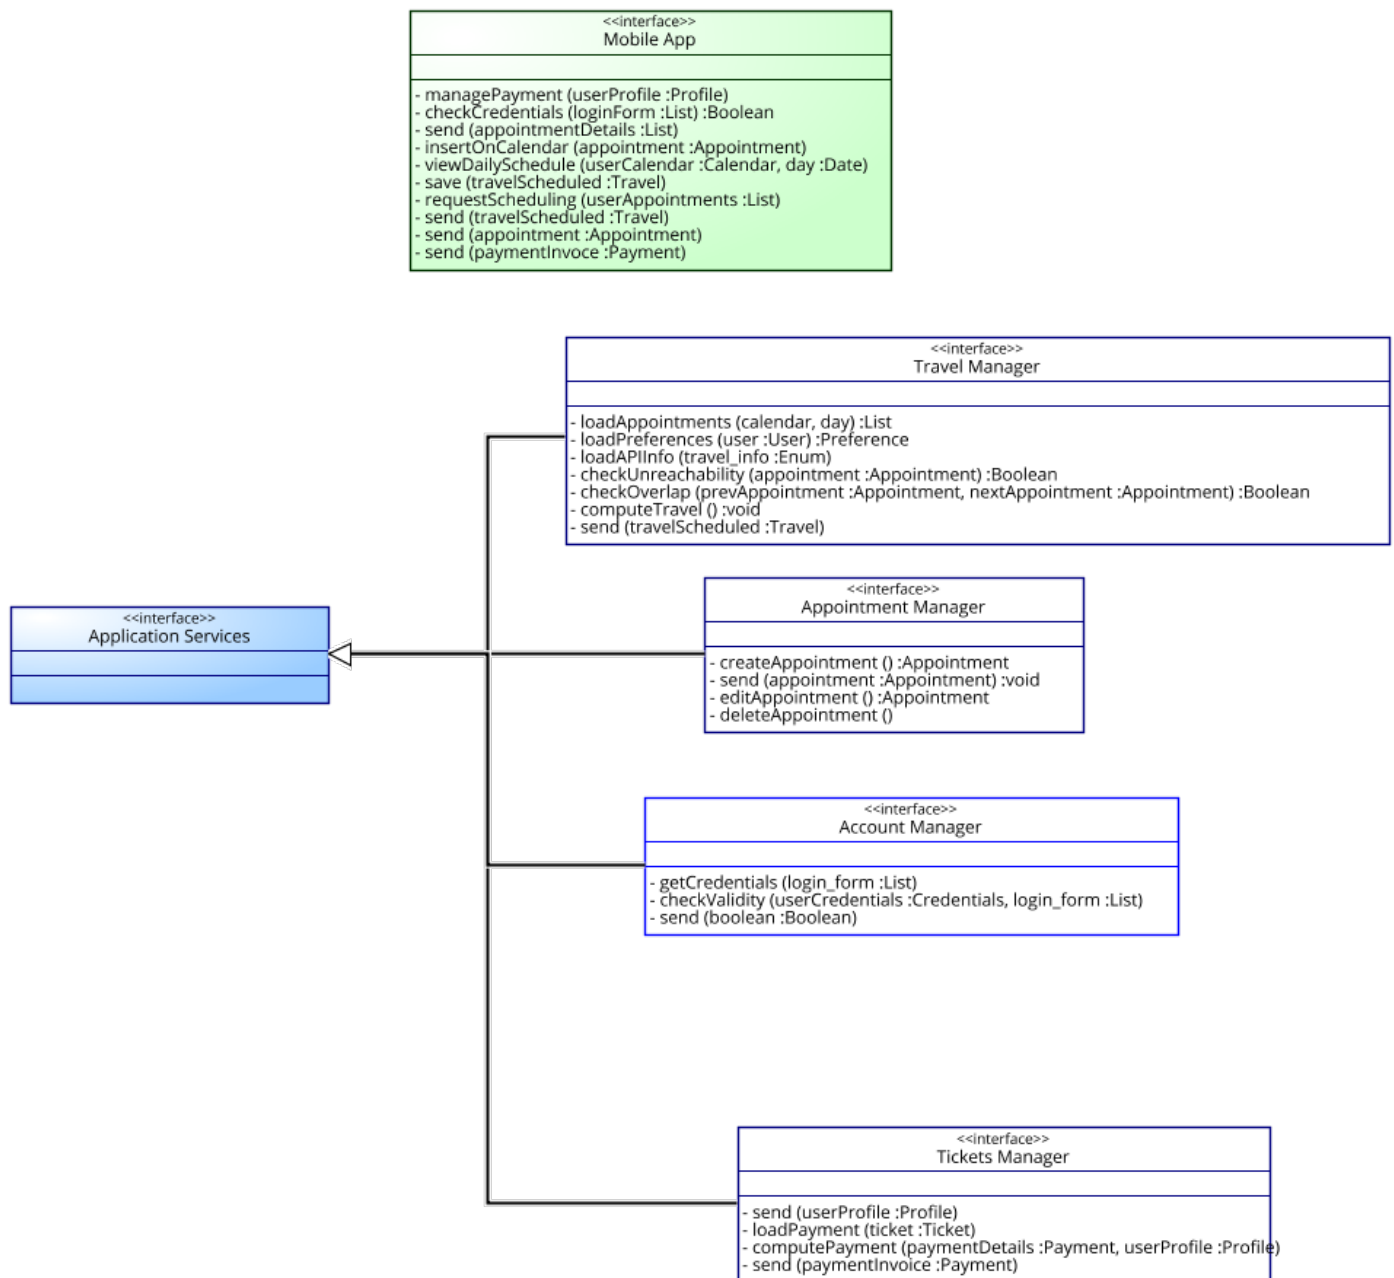 <<interface>>
Mobile App
- managePayment (userProfile :Profile)
- checkCredentials (loginForm :List) :Boolean
- send (appointmentDetails :List)
- insertOnCalendar (appointment :Appointment)
- viewDailySchedule (userCalendar :Calendar, day :Date)
- save (travelScheduled :Travel)
- requestScheduling (userAppointments :List)
- send (travelScheduled :Travel)
- send (appointment :Appointment)
- send (paymentInvoce :Payment)
<<interface>>
Travel Manager
- loadAppointments (calendar, day) :List
- loadPreferences (user :User) :Preference
- loadAPIInfo (travel_info :Enum)
- checkUnreachability (appointment :Appointment) :Boolean
- checkOverlap (prevAppointment :Appointment, nextAppointment :Appointment) :Boolean
- computeTravel () :void
- send (travelScheduled :Travel)
<<interface>>
Application Services
<<interface>>
Appointment Manager
- createAppointment () :Appointment
- send (appointment :Appointment) :void
- editAppointment () :Appointment
- deleteAppointment ()
<<interface>>
Account Manager
- getCredentials (login_form :List)
- checkValidity (userCredentials :Credentials, login_form :List)
- send (boolean :Boolean)
<<interface>>
Tickets Manager
- send (userProfile :Profile)
- loadPayment (ticket :Ticket)
- computePayment (paymentDetails :Payment, userProfile :Profile)
- send (paymentInvoice :Payment)